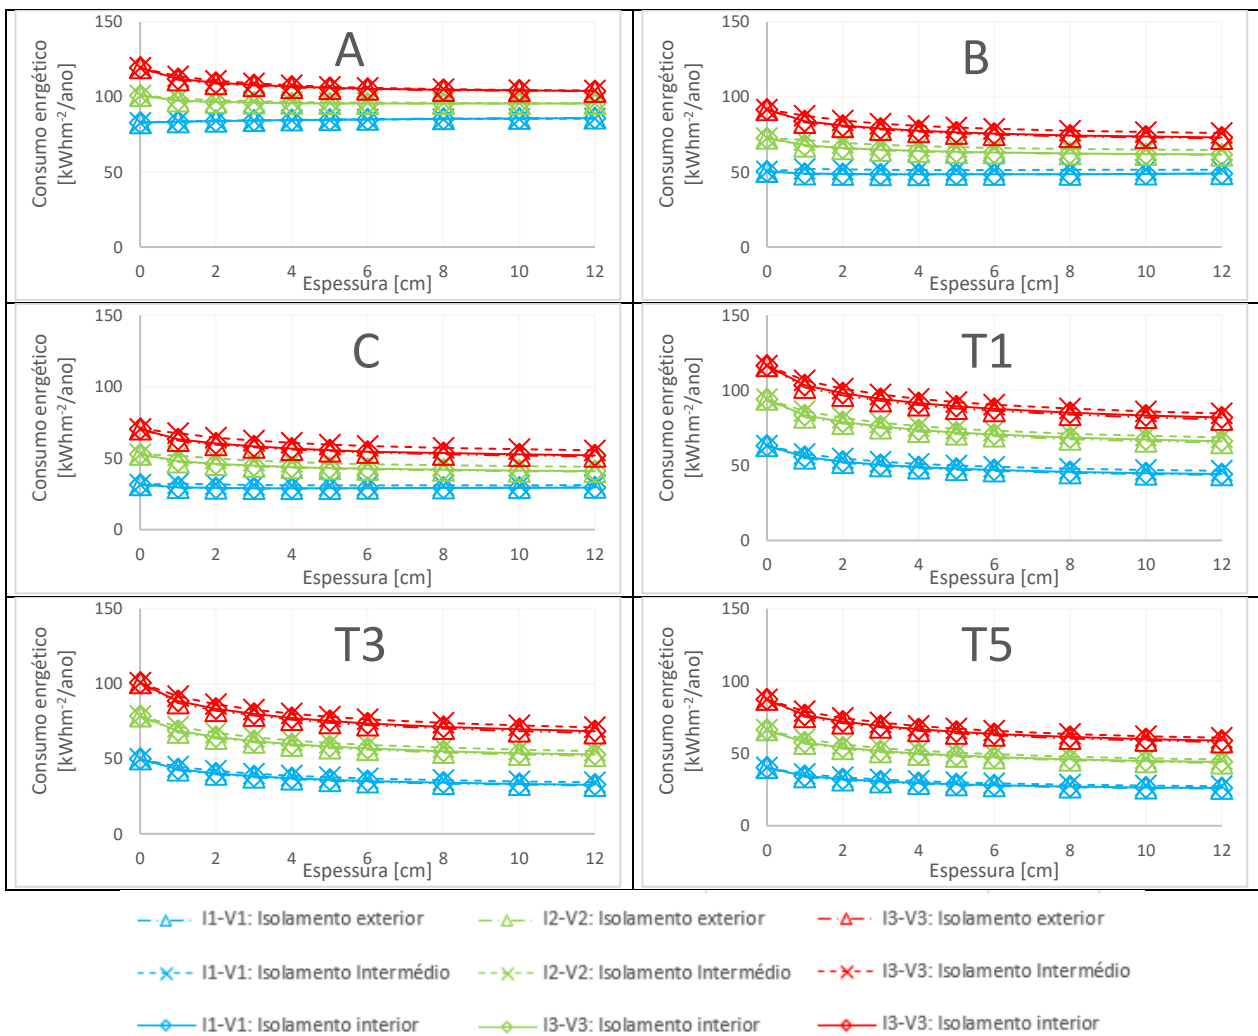 A
Consumo enrgético
[kWhm⁻²/ano]
150
100
50
0
0 2 4 6 8 10 12
Espessura [cm]
B
Consumo enrgético
[kWhm⁻²/ano]
150
100
50
0
0 2 4 6 8 10 12
Espessura [cm]
C
Consumo enrgético
[kWhm⁻²/ano]
150
100
50
0
0 2 4 6 8 10 12
Espessura [cm]
T1
Consumo enrgético
[kWhm⁻²/ano]
150
100
50
0
0 2 4 6 8 10 12
Espessura [cm]
T3
Consumo enrgético
[kWhm⁻²/ano]
150
100
50
0
0 2 4 6 8 10 12
Espessura [cm]
T5
Consumo enrgético
[kWhm⁻²/ano]
150
100
50
0
0 2 4 6 8 10 12
Espessura [cm]
I1-V1: Isolamento exterior
I2-V2: Isolamento exterior
I3-V3: Isolamento exterior
I1-V1: Isolamento Intermédio
I2-V2: Isolamento Intermédio
I3-V3: Isolamento Intermédio
I1-V1: Isolamento interior
I3-V3: Isolamento interior
I3-V3: Isolamento interior